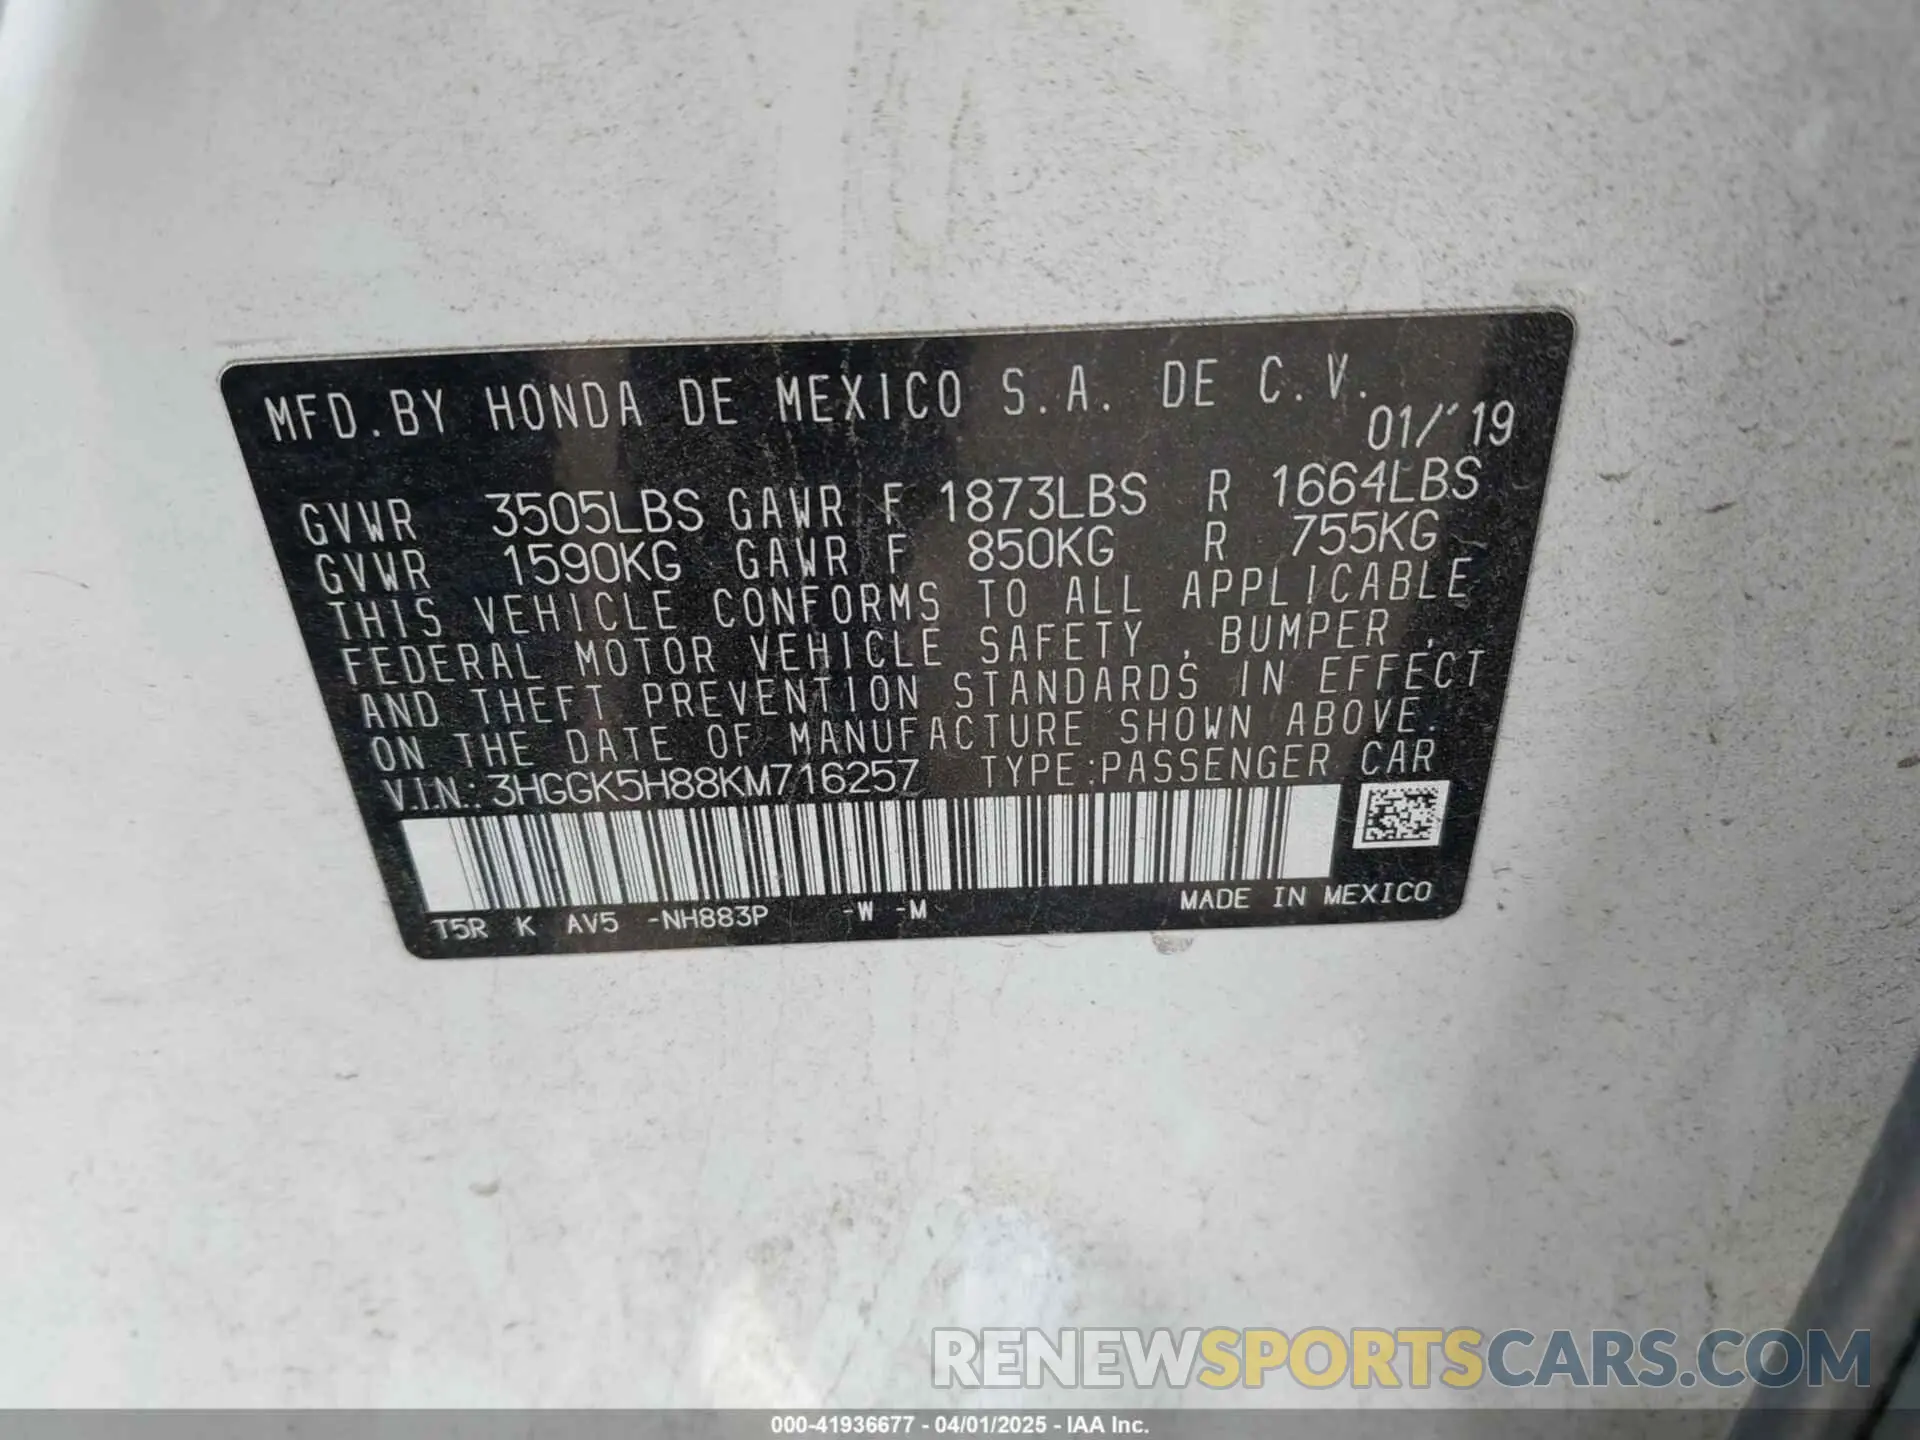 MFD. BY HONDA DE MEXICO S.A. DE C.V.
01/'19
GVWR 3505LBS GAWR F 1873LBS R 1664LBS
GVWR 1590KG GAWR F 850KG R 755KG
THIS VEHICLE CONFORMS TO ALL APPLICABLE
FEDERAL MOTOR VEHICLE SAFETY , BUMPER ,
AND THEFT PREVENTION STANDARDS IN EFFECT
ON THE DATE OF MANUFACTURE SHOWN ABOVE.
V.I.N.: 3HGGK5H88KM716257 TYPE:PASSENGER CAR
T5R K AV5 -NH883P -W -M MADE IN MEXICO
RENEWSPORTSCARS.COM
000-41936677 - 04/01/2025 - IAA Inc.